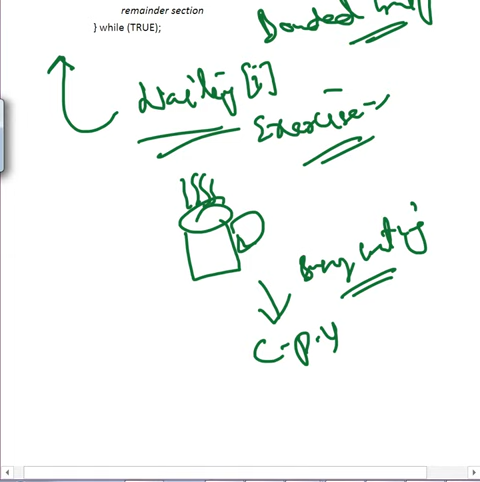 remainder section
} while (TRUE);
Bounded
waiting[i]
Exercise
Busy waiting
C.P.U